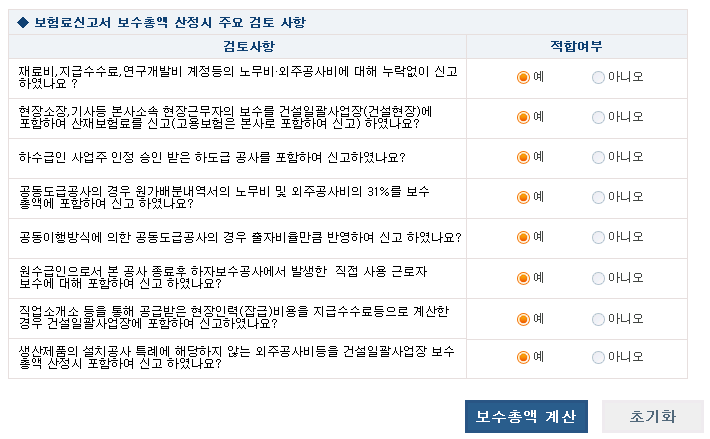 ◆ 보험료신고서 보수총액 산정시 주요 검토 사항
검토사항 적합여부
재료비,지급수수료,연구개발비 계정등의 노무비·외주공사비에 대해 누락없이 신고
하였나요 ? 예 아니오
현장소장,기사등 본사소속 현장근무자의 보수를 건설일괄사업장(건설현장)에
포함하여 산재보험료를 신고(고용보험은 본사로 포함하여 신고) 하였나요? 예 아니오
하수급인 사업주 인정 승인 받은 하도급 공사를 포함하여 신고하였나요? 예 아니오
공동도급공사의 경우 원가배분내역서의 노무비 및 외주공사비의 31%를 보수
총액에 포함하여 신고 하였나요? 예 아니오
공동이행방식에 의한 공동도급공사의 경우 출자비율만큼 반영하여 신고 하였나요? 예 아니오
원수급인으로서 본 공사 종료후 하자보수공사에서 발생한 직접 사용 근로자
보수에 대해 포함하여 신고 하였나요? 예 아니오
직업소개소 등을 통해 공급받은 현장인력(잡급)비용을 지급수수료등으로 계산한
경우 건설일괄사업장에 포함하여 신고하였나요? 예 아니오
생산제품의 설치공사 특례에 해당하지 않는 외주공사비등을 건설일괄사업장 보수
총액 산정시 포함하여 신고 하였나요? 예 아니오
보수총액 계산 초기화